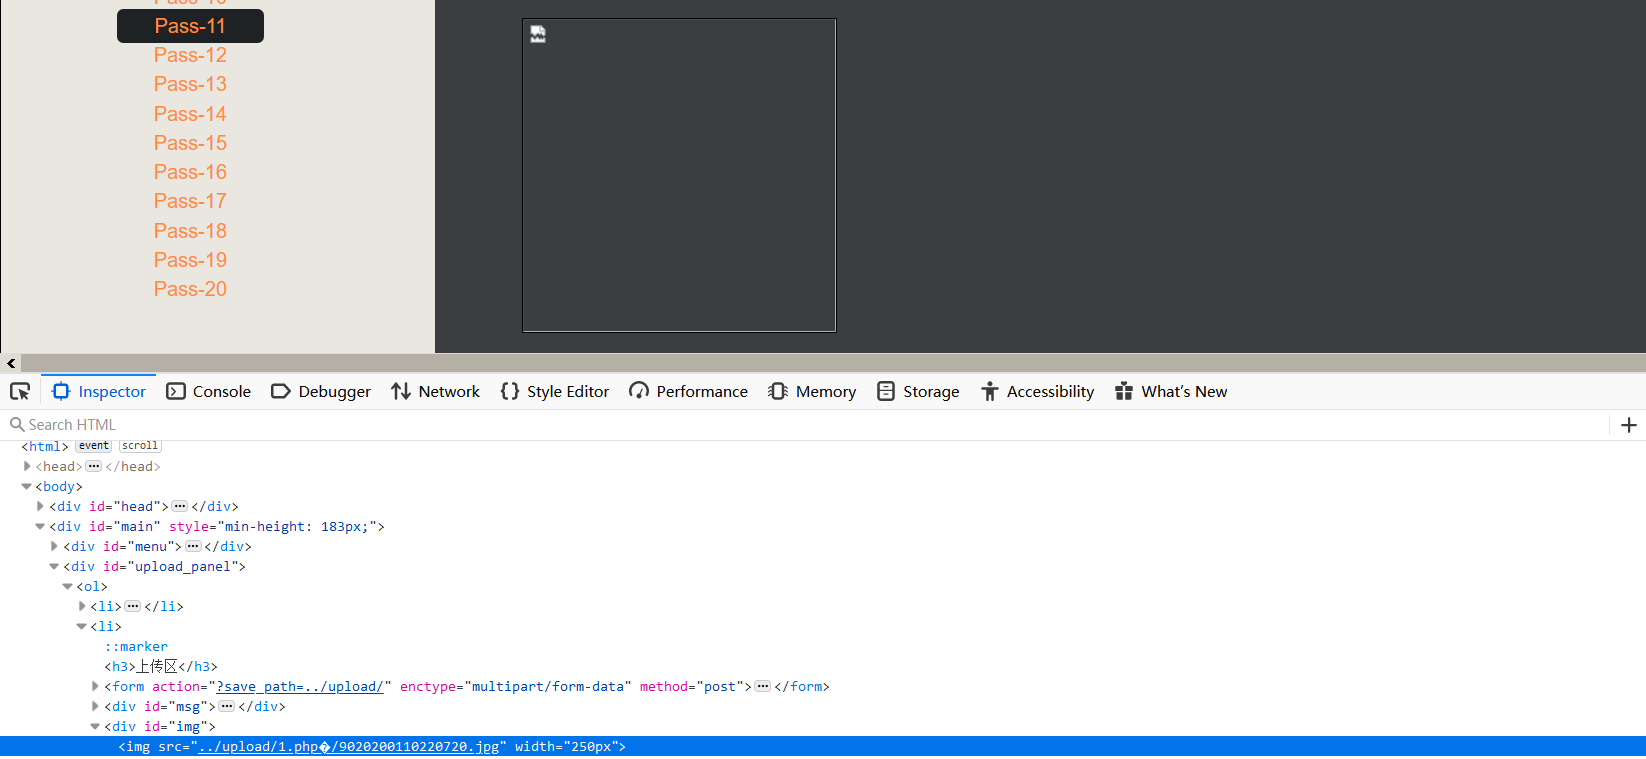 Pass-10
Pass-11
Pass-12
Pass-13
Pass-14
Pass-15
Pass-16
Pass-17
Pass-18
Pass-19
Pass-20
Inspector Console Debugger Network Style Editor Performance Memory Storage Accessibility What's New
Search HTML
<html> event scroll
<head>···</head>
<body>
<div id="head">···</div>
<div id="main" style="min-height: 183px;">
<div id="menu">···</div>
<div id="upload_panel">
<ol>
<li>···</li>
<li>
::marker
<h3>上传区</h3>
<form action="?save_path=../upload/" enctype="multipart/form-data" method="post">···</form>
<div id="msg">···</div>
<div id="img">
<img src="../upload/1.php�/9020200110220720.jpg" width="250px">